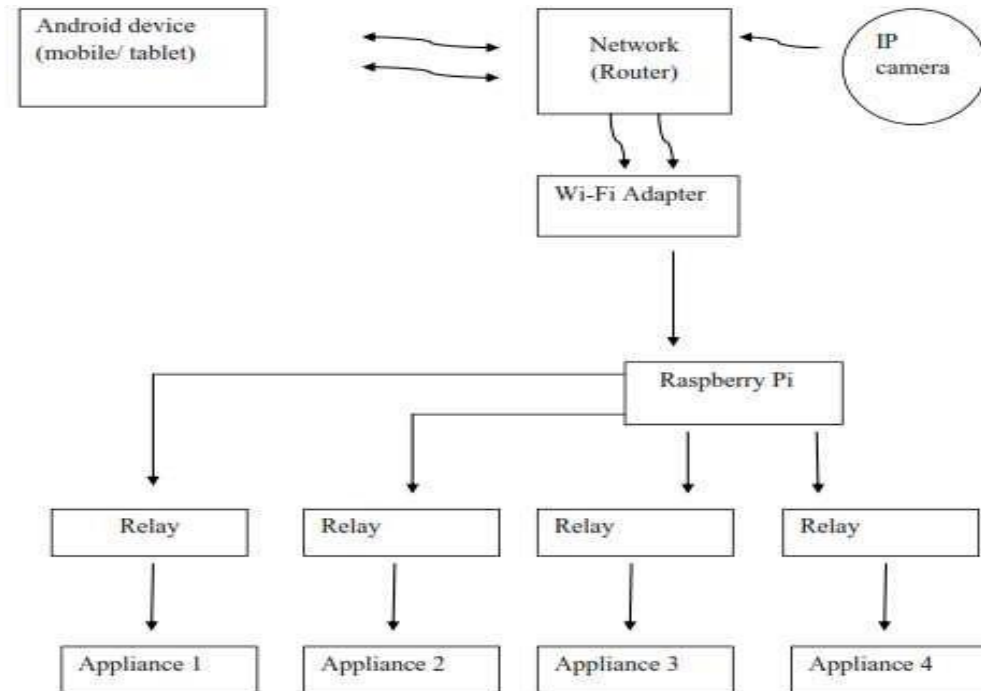 Android device
(mobile/ tablet)
Network
(Router)
IP
camera
Wi-Fi Adapter
Raspberry Pi
Relay
Relay
Relay
Relay
Appliance 1
Appliance 2
Appliance 3
Appliance 4